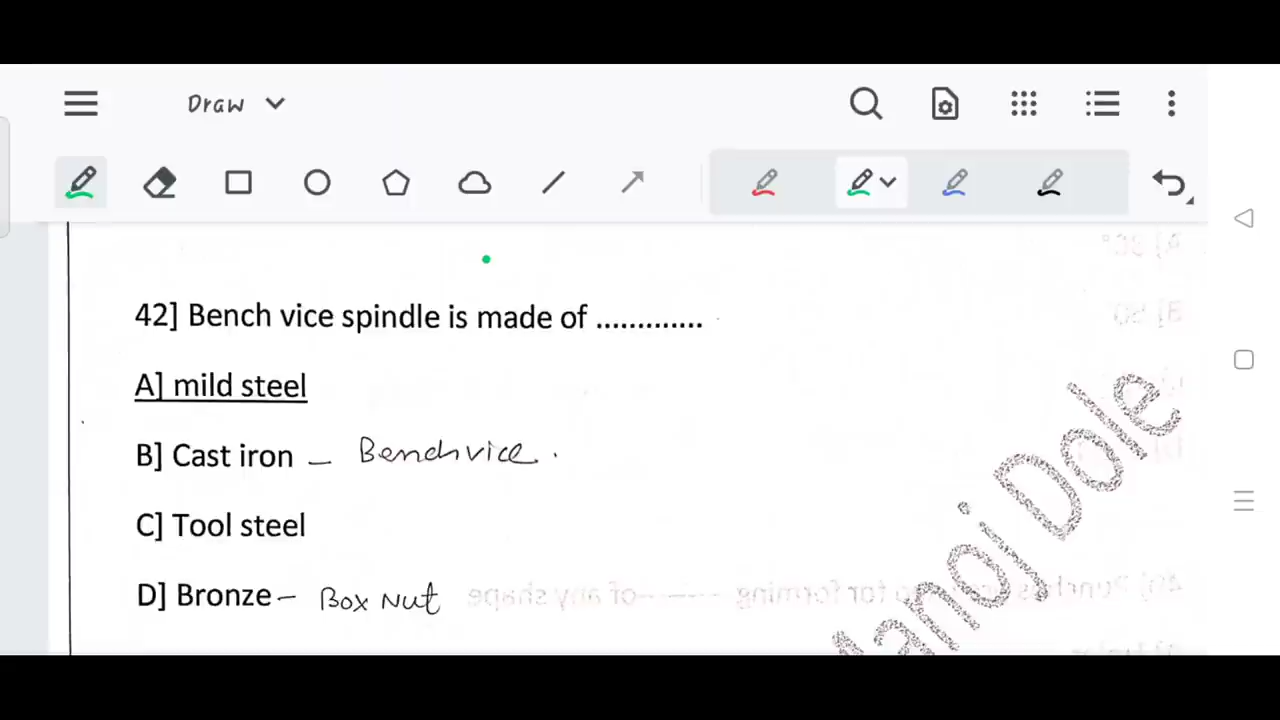 Draw
42] Bench vice spindle is made of .............
A] mild steel
B] Cast iron – Benchvice.
C] Tool steel
D] Bronze – Box Nut
Manoj Dole